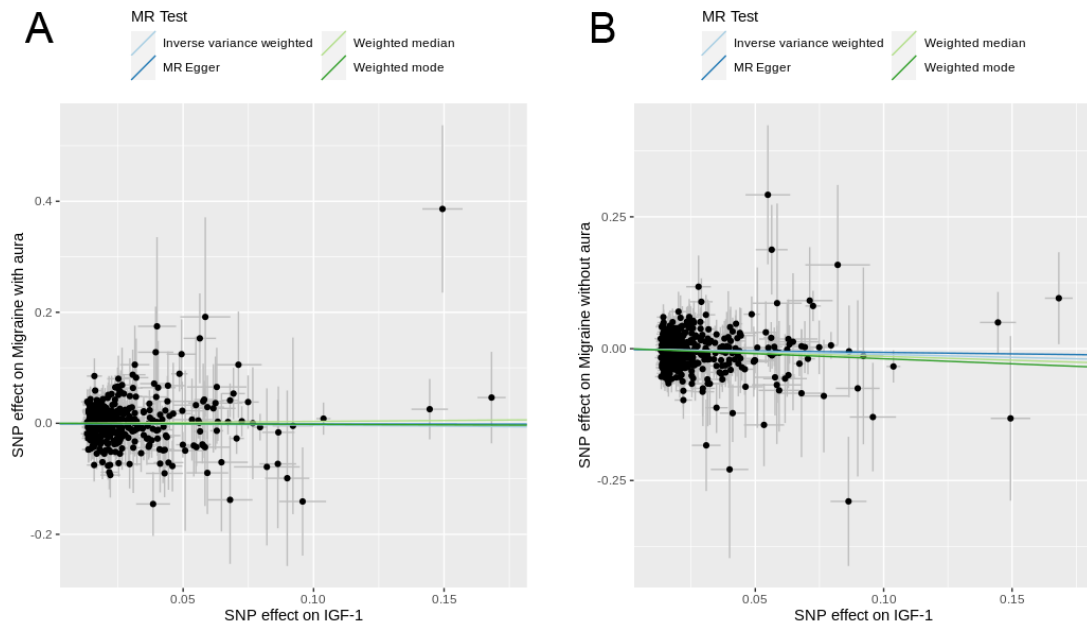 A
MR Test
Inverse variance weighted
Weighted median
MR Egger
Weighted mode
SNP effect on Migraine with aura
0.4
0.2
0.0
-0.2
0.05
0.10
0.15
SNP effect on IGF-1
B
MR Test
Inverse variance weighted
Weighted median
MR Egger
Weighted mode
SNP effect on Migraine without aura
0.25
0.00
-0.25
0.05
0.10
0.15
SNP effect on IGF-1